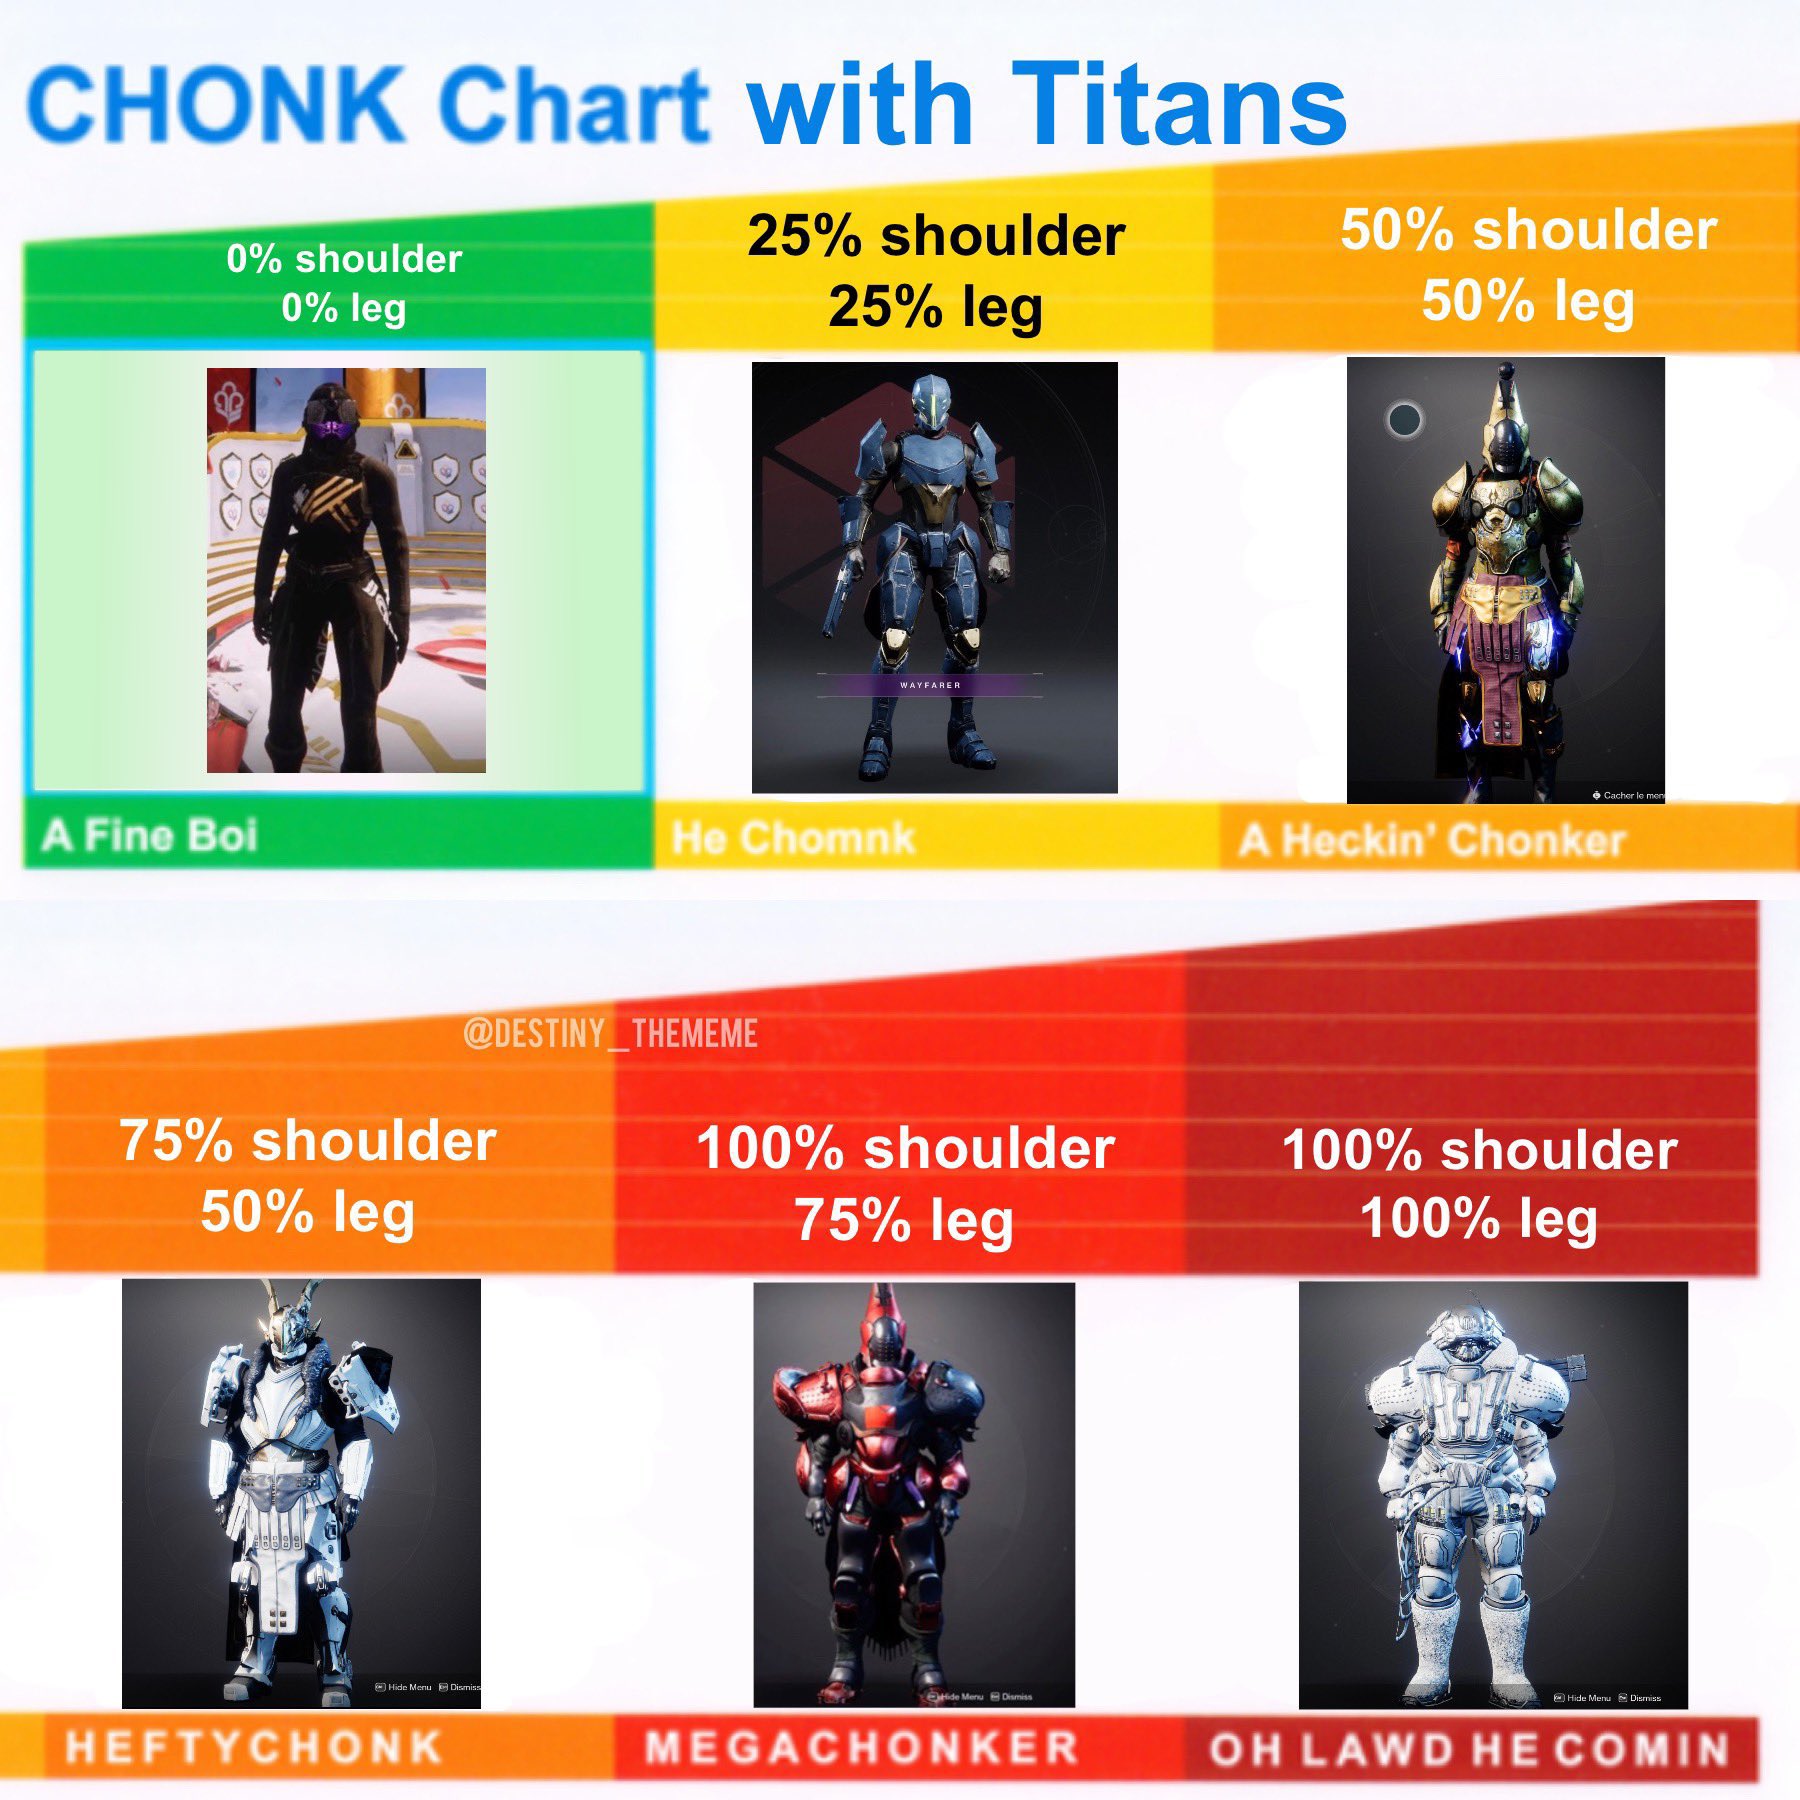 CHONK Chart with Titans
0% shoulder
0% leg
25% shoulder
25% leg
50% shoulder
50% leg
WAYFARER
Cacher le men
A Fine Boi
He Chomnk
A Heckin’ Chonker
@DESTINY_THEMEME
75% shoulder
50% leg
100% shoulder
75% leg
100% shoulder
100% leg
Hide Menu Dismiss
Hide Menu Dismiss
Hide Menu Dismiss
HEFTYCHONK
MEGACHONKER
OH LAWD HE COMIN